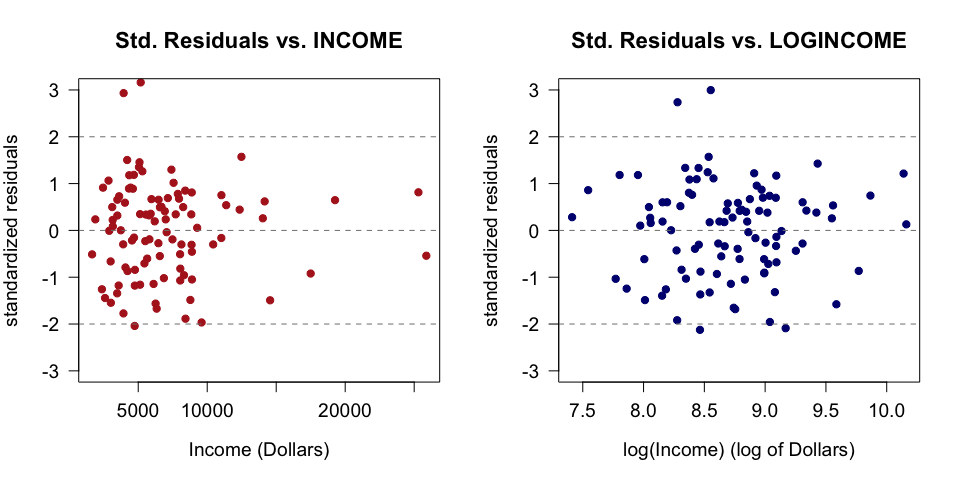 Std. Residuals vs. INCOME
standardized residuals
3
2
1
0
-1
-2
-3
5000 10000 20000
Income (Dollars)
Std. Residuals vs. LOGINCOME
standardized residuals
3
2
1
0
-1
-2
-3
7.5 8.0 8.5 9.0 9.5 10.0
log(Income) (log of Dollars)